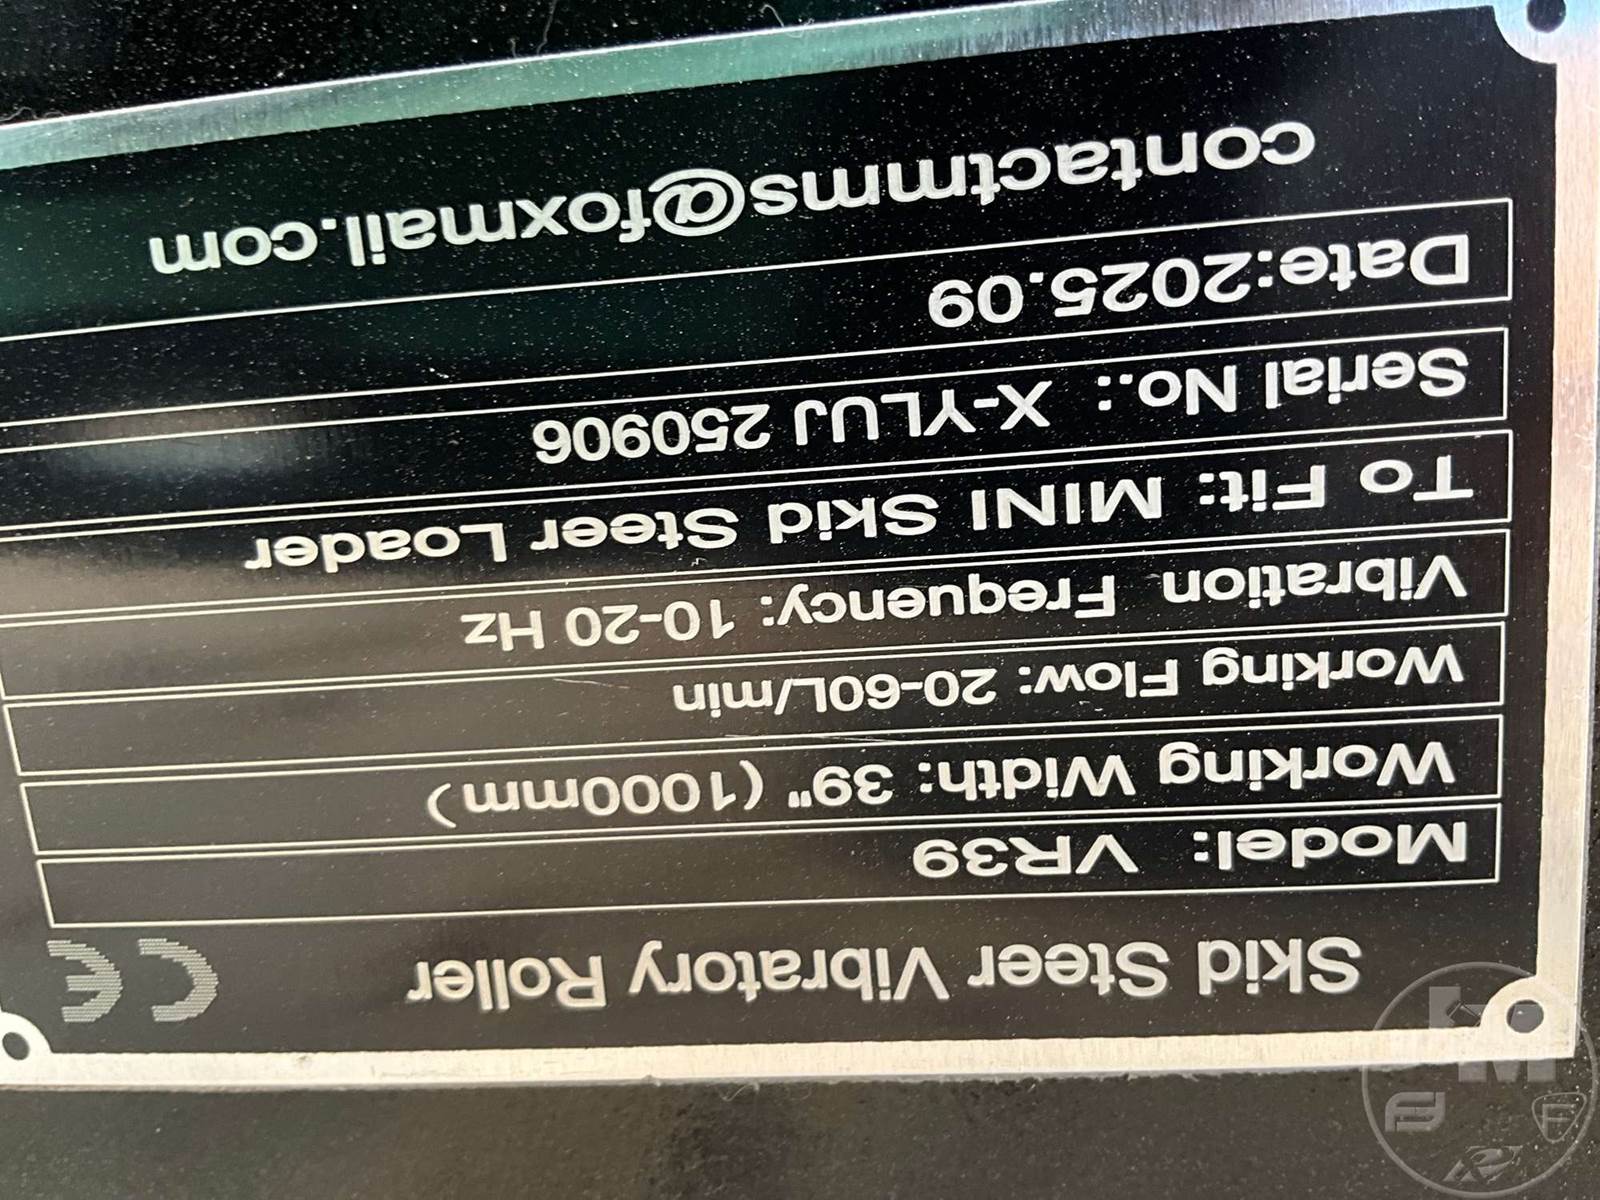 Skid Steer Vibratory Roller
CE
Model: VR39
Working Width: 39" (1000mm)
Working Flow: 20-60L/min
Vibration Frequency: 10-20 Hz
To Fit: MINI Skid Steer Loader
Serial No.: X-YLUJ 250906
Date:2025.09
contactmms@foxmail.com